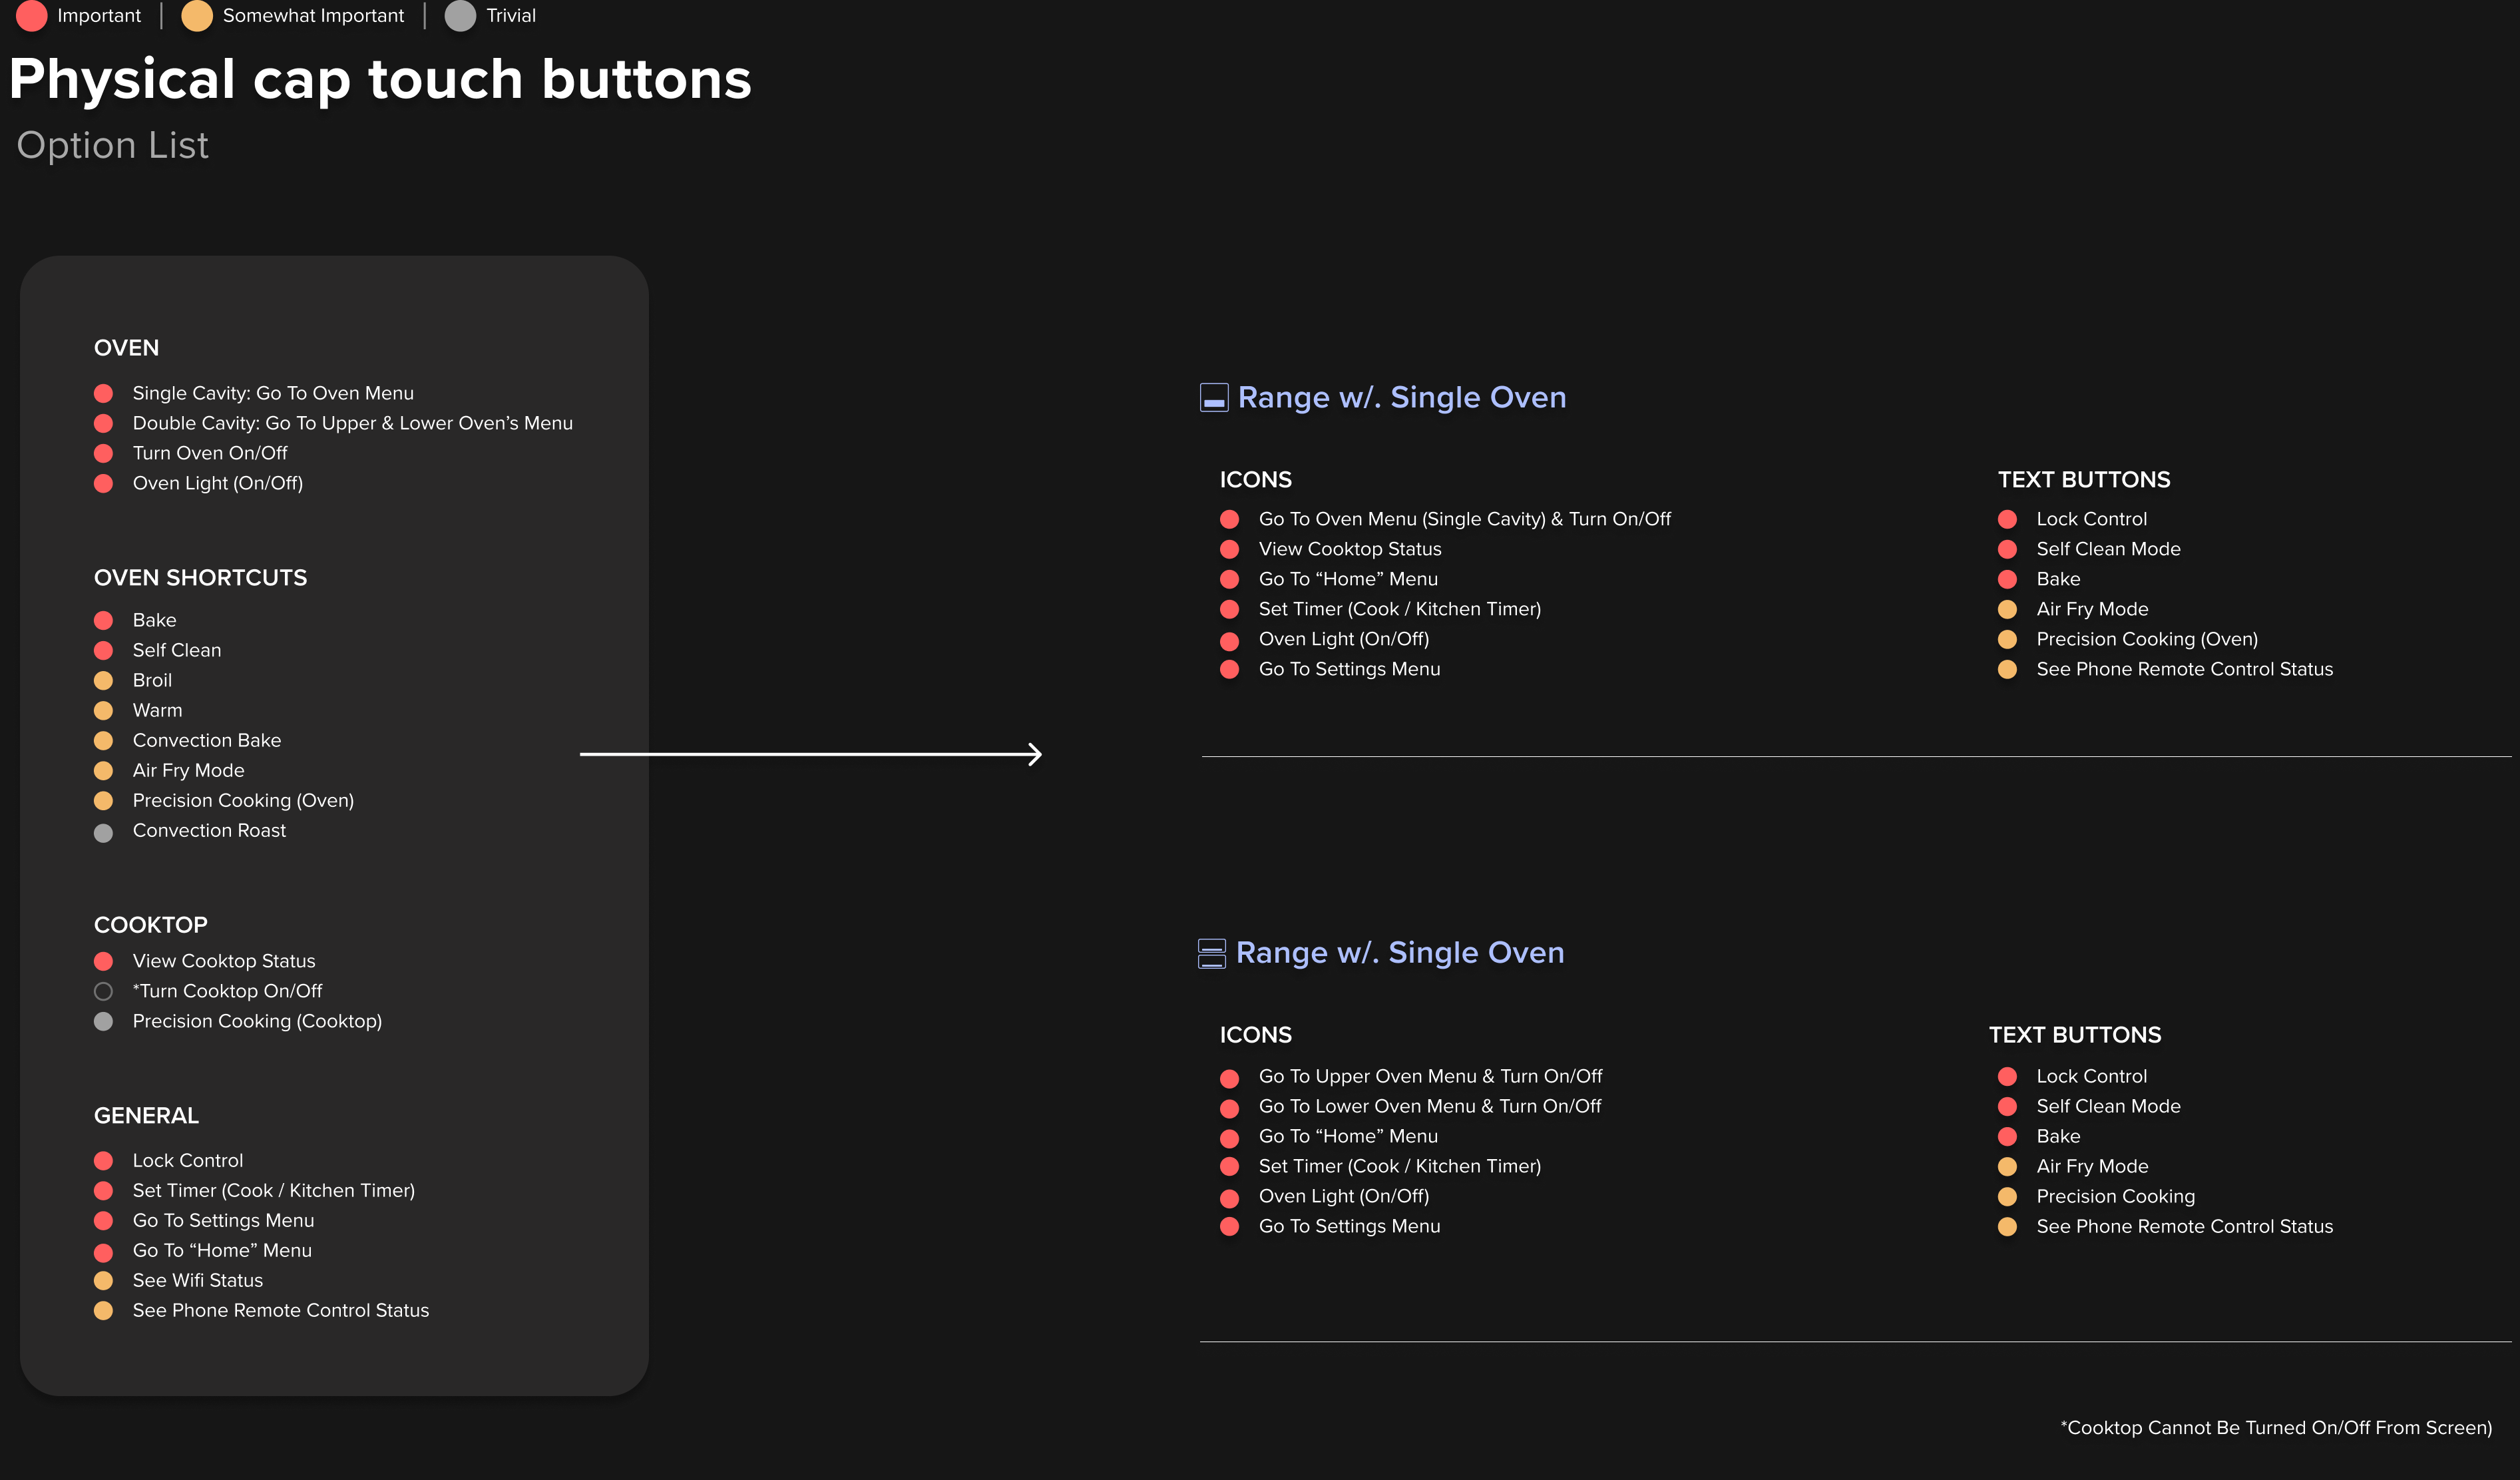 Important | Somewhat Important | Trivial
Physical cap touch buttons
Option List
OVEN
Single Cavity: Go To Oven Menu
Double Cavity: Go To Upper & Lower Oven’s Menu
Turn Oven On/Off
Oven Light (On/Off)
OVEN SHORTCUTS
Bake
Self Clean
Broil
Warm
Convection Bake
Air Fry Mode
Precision Cooking (Oven)
Convection Roast
COOKTOP
View Cooktop Status
*Turn Cooktop On/Off
Precision Cooking (Cooktop)
GENERAL
Lock Control
Set Timer (Cook / Kitchen Timer)
Go To Settings Menu
Go To “Home” Menu
See Wifi Status
See Phone Remote Control Status
Range w/. Single Oven
ICONS
Go To Oven Menu (Single Cavity) & Turn On/Off
View Cooktop Status
Go To “Home” Menu
Set Timer (Cook / Kitchen Timer)
Oven Light (On/Off)
Go To Settings Menu
TEXT BUTTONS
Lock Control
Self Clean Mode
Bake
Air Fry Mode
Precision Cooking (Oven)
See Phone Remote Control Status
Range w/. Single Oven
ICONS
Go To Upper Oven Menu & Turn On/Off
Go To Lower Oven Menu & Turn On/Off
Go To “Home” Menu
Set Timer (Cook / Kitchen Timer)
Oven Light (On/Off)
Go To Settings Menu
TEXT BUTTONS
Lock Control
Self Clean Mode
Bake
Air Fry Mode
Precision Cooking
See Phone Remote Control Status
*Cooktop Cannot Be Turned On/Off From Screen)